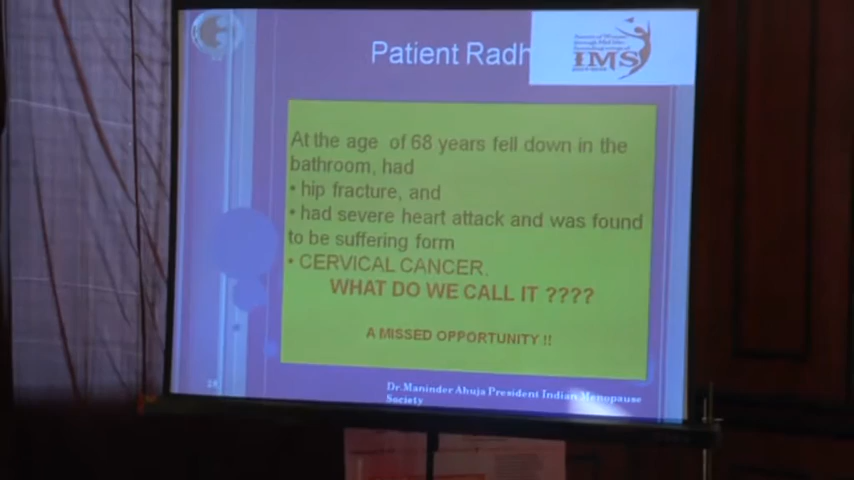 Patient Radh
IMS
At the age of 68 years fell down in the
bathroom, had
• hip fracture, and
• had severe heart attack and was found
to be suffering form
• CERVICAL CANCER.
WHAT DO WE CALL IT ????
A MISSED OPPORTUNITY !!
Dr.Maninder Ahuja President Indian Menopause
Society